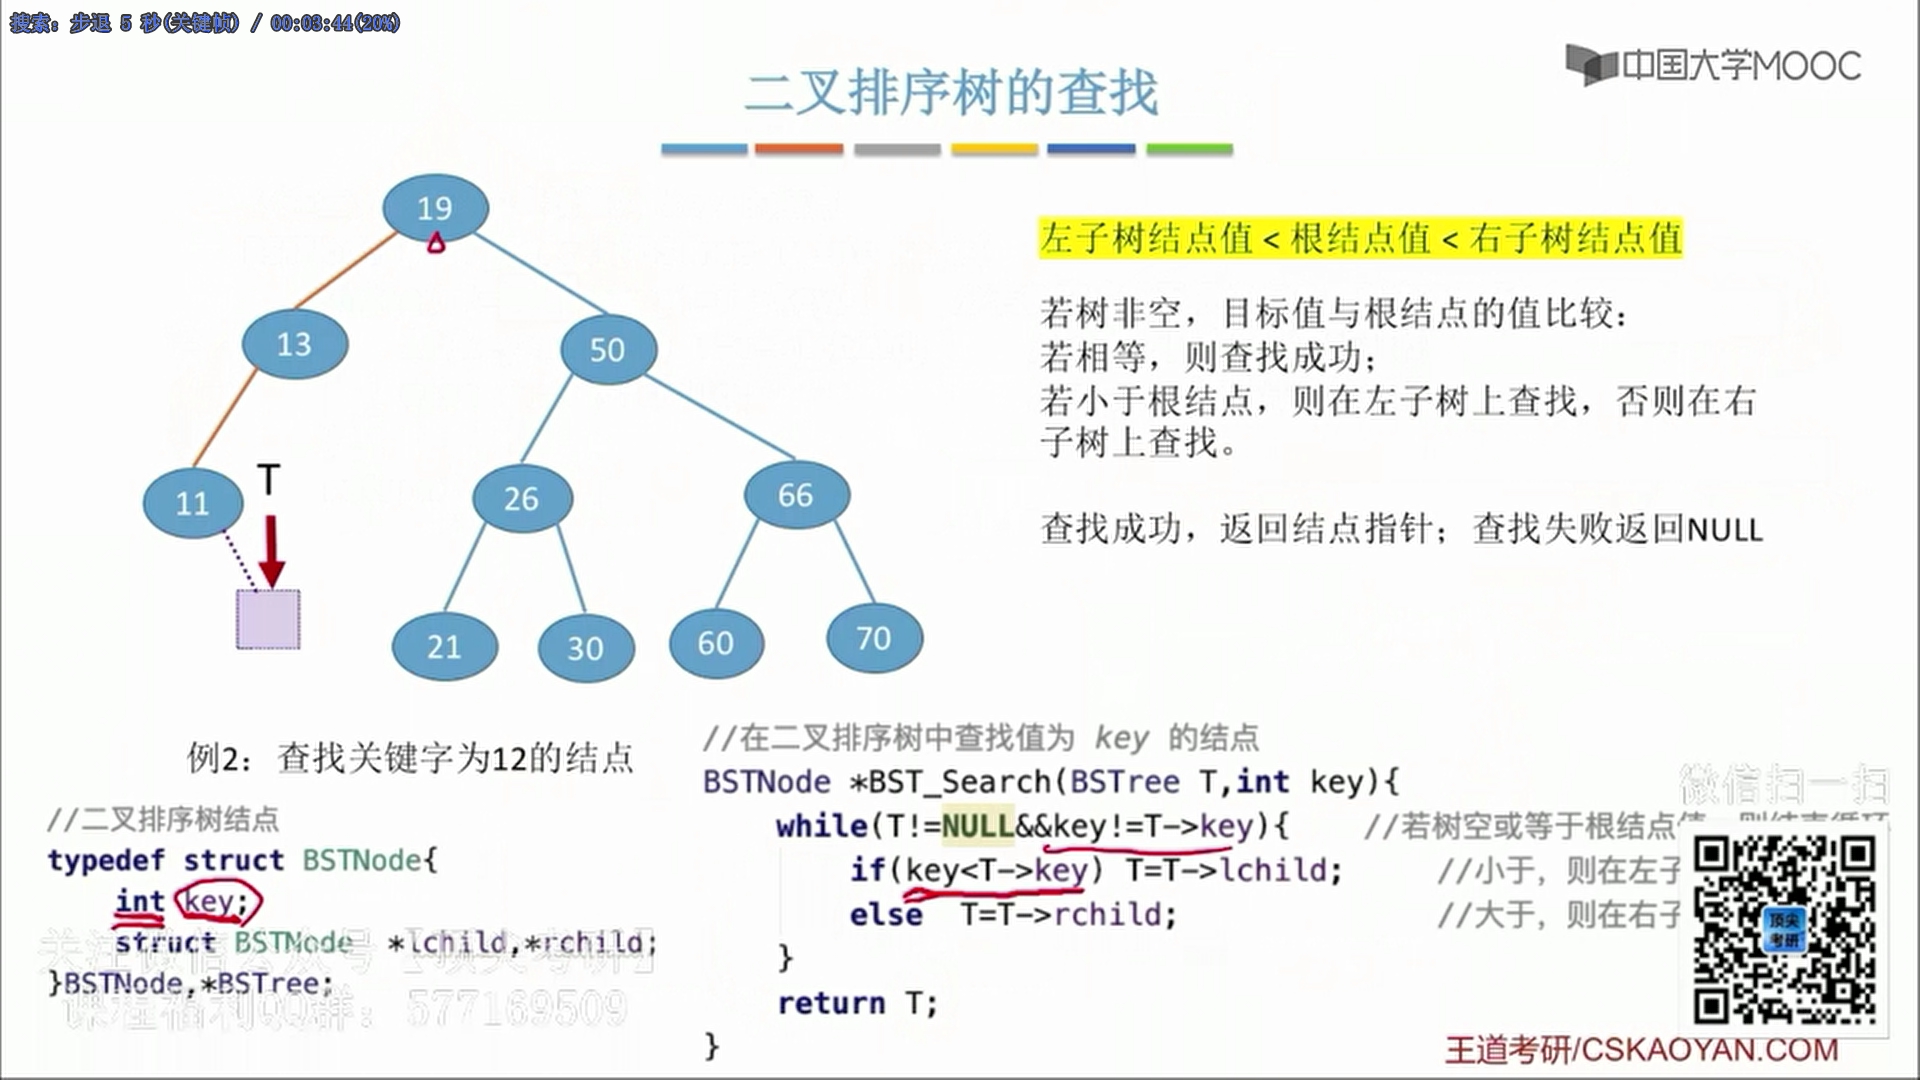 搜索: 步退 5 秒(关键帧) / 00:03:44(20%)
中国大学MOOC
二叉排序树的查找
19
13
50
11
T
26
66
21
30
60
70
左子树结点值 < 根结点值 < 右子树结点值
若树非空，目标值与根结点的值比较：
若相等，则查找成功；
若小于根结点，则在左子树上查找，否则在右
子树上查找。
查找成功，返回结点指针；查找失败返回NULL
例2：查找关键字为12的结点
//二叉排序树结点
typedef struct BSTNode{
int key;
struct BSTNode *lchild,*rchild;
}BSTNode,*BSTree;
关注微信公众号【顶尖考研】
课程福利QQ群：577169509
//在二叉排序树中查找值为 key 的结点
BSTNode *BST_Search(BSTree T,int key){
while(T!=NULL&&key!=T->key){ //若树空或等于根结点值，则结束循环
if(key<T->key) T=T->lchild; //小于，则在左子
else T=T->rchild; //大于，则在右子
}
return T;
}
微信扫一扫
顶尖
考研
王道考研/CSKAOYAN.COM